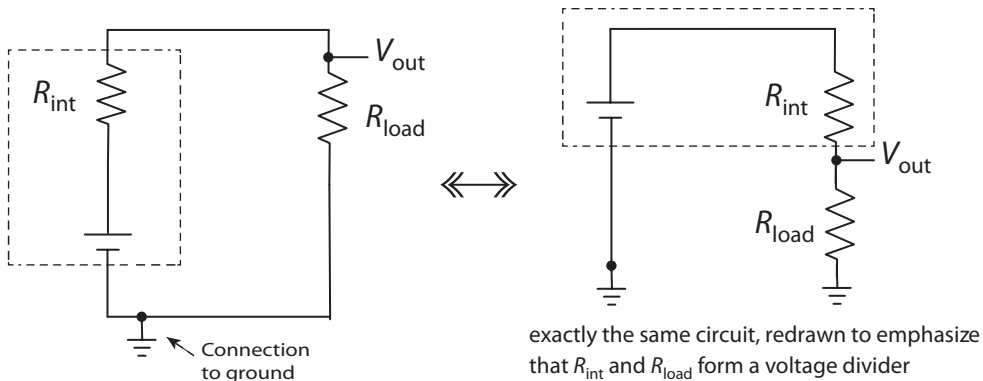 R_int
V_out
R_load
Connection
to ground
R_int
V_out
R_load
exactly the same circuit, redrawn to emphasize
that R_int and R_load form a voltage divider